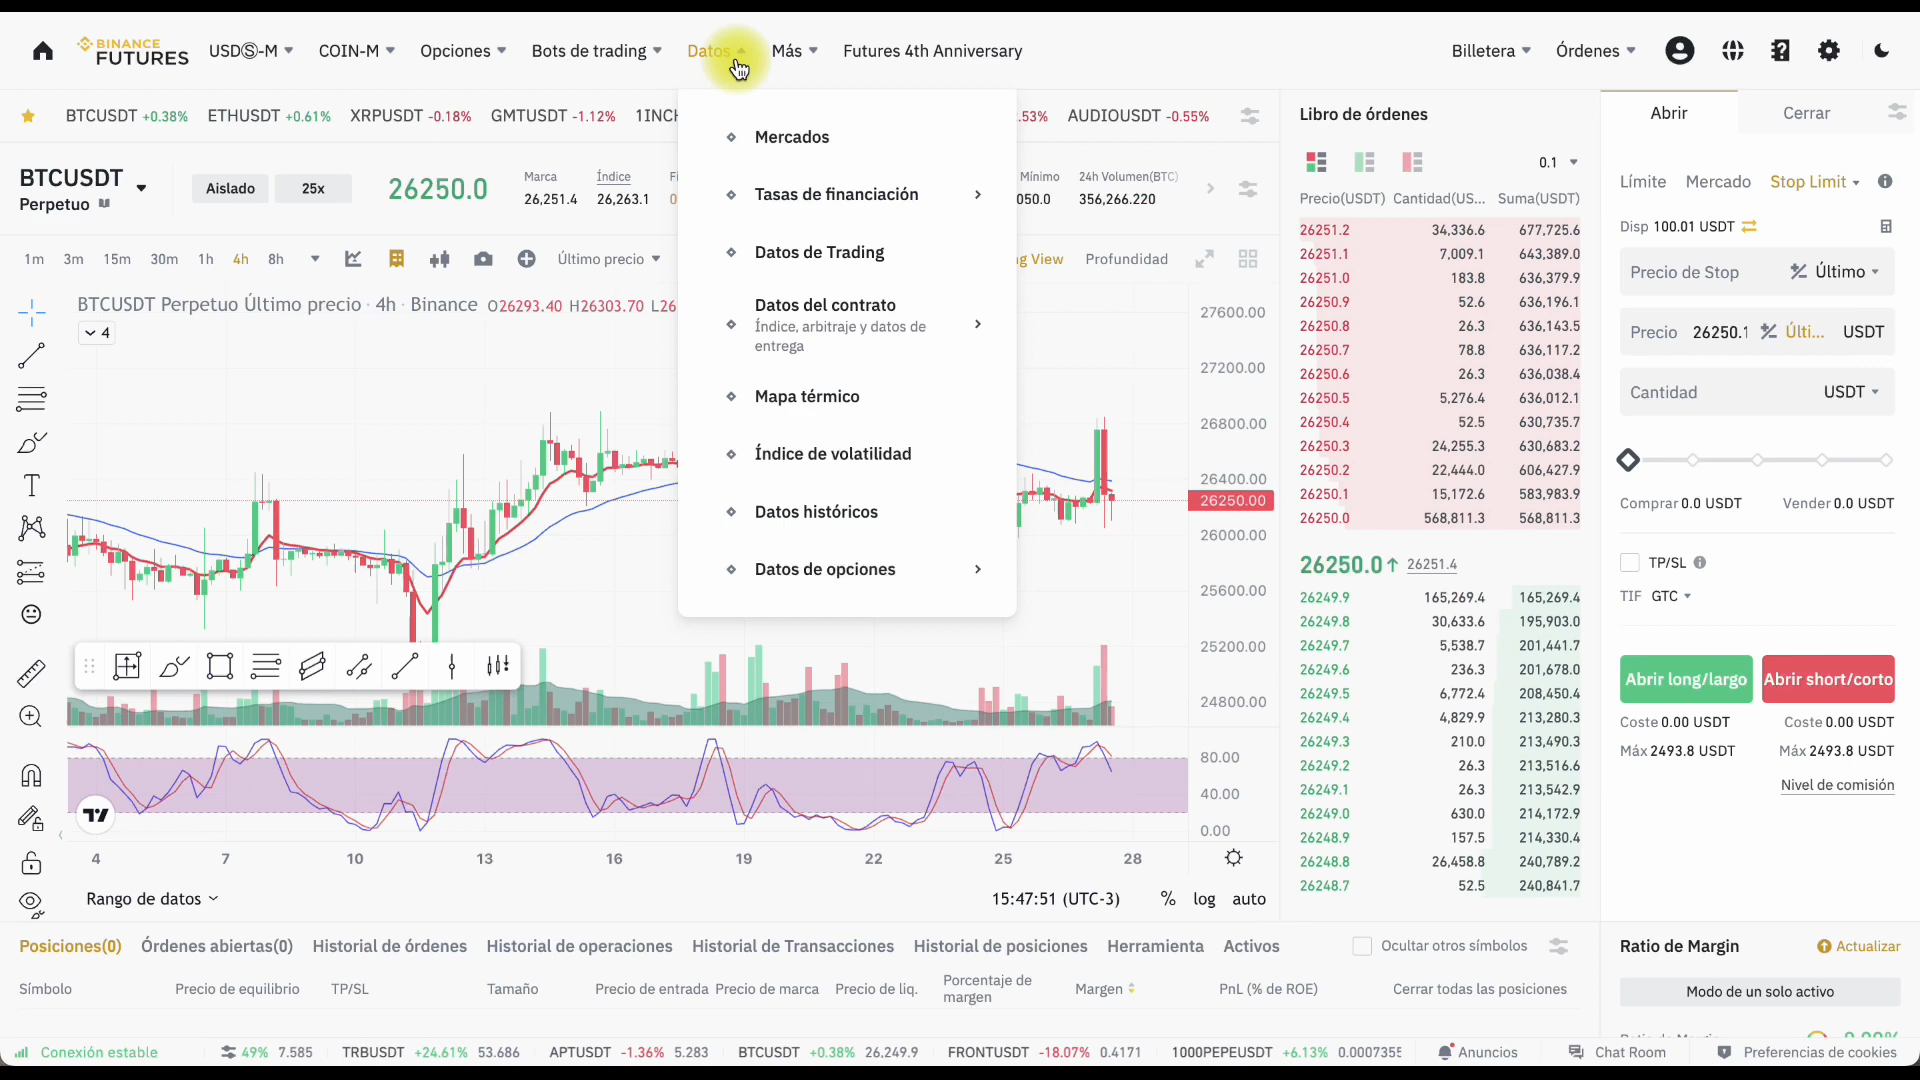 BINANCE
FUTURES
USDⓈ-M
COIN-M
Opciones
Bots de trading
Datos
Más
Futures 4th Anniversary
Billetera
Órdenes
BTCUSDT +0.38%
ETHUSDT +0.61%
XRPUSDT -0.18%
GMTUSDT -1.12%
1INCH
.53%
AUDIOUSDT -0.55%
BTCUSDT
Perpetuo
Aislado
25x
26250.0
Marca
26,251.4
Índice
26,263.1
Mínimo
050.0
24h Volumen(BTC)
356,266.220
1m 3m 15m 30m 1h 4h 8h
Último precio
ng View
Profundidad
BTCUSDT Perpetuo Último precio · 4h · Binance O26293.40 H26303.70 L26
4
Mercados
Tasas de financiación
Datos de Trading
Datos del contrato
Índice, arbitraje y datos de
entrega
Mapa térmico
Índice de volatilidad
Datos históricos
Datos de opciones
27600.00
27200.00
26800.00
26400.00
26250.00
26000.00
25600.00
25200.00
24800.00
80.00
40.00
0.00
4 7 10 13 16 19 22 25 28
Rango de datos
15:47:51 (UTC-3)
% log auto
Libro de órdenes
0.1
Precio(USDT) Cantidad(US... Suma(USDT)
26251.2 34,336.6 677,725.6
26251.1 7,009.1 643,389.0
26251.0 183.8 636,379.9
26250.9 52.6 636,196.1
26250.8 26.3 636,143.5
26250.7 78.8 636,117.2
26250.6 26.3 636,038.4
26250.5 5,276.4 636,012.1
26250.4 52.5 630,735.7
26250.3 24,255.3 630,683.2
26250.2 22,444.0 606,427.9
26250.1 15,172.6 583,983.9
26250.0 568,811.3 568,811.3
26250.0↑ 26251.4
26249.9 165,269.4 165,269.4
26249.8 30,633.6 195,903.0
26249.7 5,538.7 201,441.7
26249.6 236.3 201,678.0
26249.5 6,772.4 208,450.4
26249.4 4,829.9 213,280.3
26249.3 210.0 213,490.3
26249.2 26.3 213,516.6
26249.1 26.3 213,542.9
26249.0 630.0 214,172.9
26248.9 157.5 214,330.4
26248.8 26,458.8 240,789.2
26248.7 52.5 240,841.7
Abrir
Cerrar
Límite
Mercado
Stop Limit
Disp 100.01 USDT
Precio de Stop
Último
Precio 26250.1 Últi... USDT
Cantidad
USDT
Comprar 0.0 USDT
Vender 0.0 USDT
TP/SL
TIF GTC
Abrir long/largo
Abrir short/corto
Coste 0.00 USDT
Coste 0.00 USDT
Máx 2493.8 USDT
Máx 2493.8 USDT
Nivel de comisión
Posiciones(0)
Órdenes abiertas(0)
Historial de órdenes
Historial de operaciones
Historial de Transacciones
Historial de posiciones
Herramienta
Activos
Ocultar otros símbolos
Símbolo
Precio de equilibrio
TP/SL
Tamaño
Precio de entrada
Precio de marca
Precio de liq.
Porcentaje de
margen
Margen
PnL (% de ROE)
Cerrar todas las posiciones
Ratio de Margin
Actualizar
Modo de un solo activo
Conexión estable
49% 7.585
TRBUSDT +24.61% 53.686
APTUSDT -1.36% 5.283
BTCUSDT +0.38% 26,249.9
FRONTUSDT -18.07% 0.4171
1000PEPEUSDT +6.13% 0.000735
Anuncios
Chat Room
Preferencias de cookies